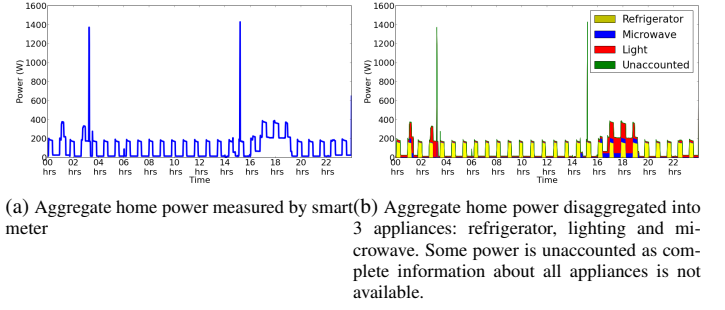 1600
1400
1200
1000
800
600
400
200
0
Power (W)
00 hrs
02 hrs
04 hrs
06 hrs
08 hrs
10 hrs
12 hrs
14 hrs
16 hrs
18 hrs
20 hrs
22 hrs
Time
1600
1400
1200
1000
800
600
400
200
0
Power (W)
Refrigerator
Microwave
Light
Unaccounted
00 hrs
02 hrs
04 hrs
06 hrs
08 hrs
10 hrs
12 hrs
14 hrs
16 hrs
18 hrs
20 hrs
22 hrs
Time
(a) Aggregate home power measured by smart
meter
(b) Aggregate home power disaggregated into
3 appliances: refrigerator, lighting and mi-
crowave. Some power is unaccounted as com-
plete information about all appliances is not
available.